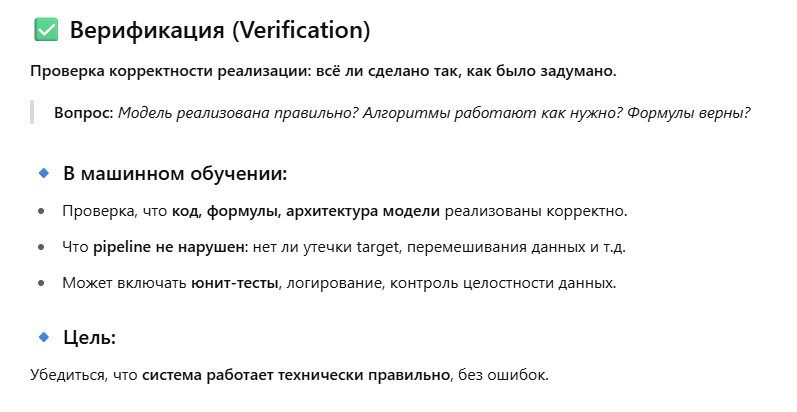 ✅ Верификация (Verification)
Проверка корректности реализации: всё ли сделано так, как было задумано.
Вопрос: Модель реализована правильно? Алгоритмы работают как нужно? Формулы верны?
🔹 В машинном обучении:
• Проверка, что код, формулы, архитектура модели реализованы корректно.
• Что pipeline не нарушен: нет ли утечки target, перемешивания данных и т.д.
• Может включать юнит-тесты, логирование, контроль целостности данных.
🔹 Цель:
Убедиться, что система работает технически правильно, без ошибок.